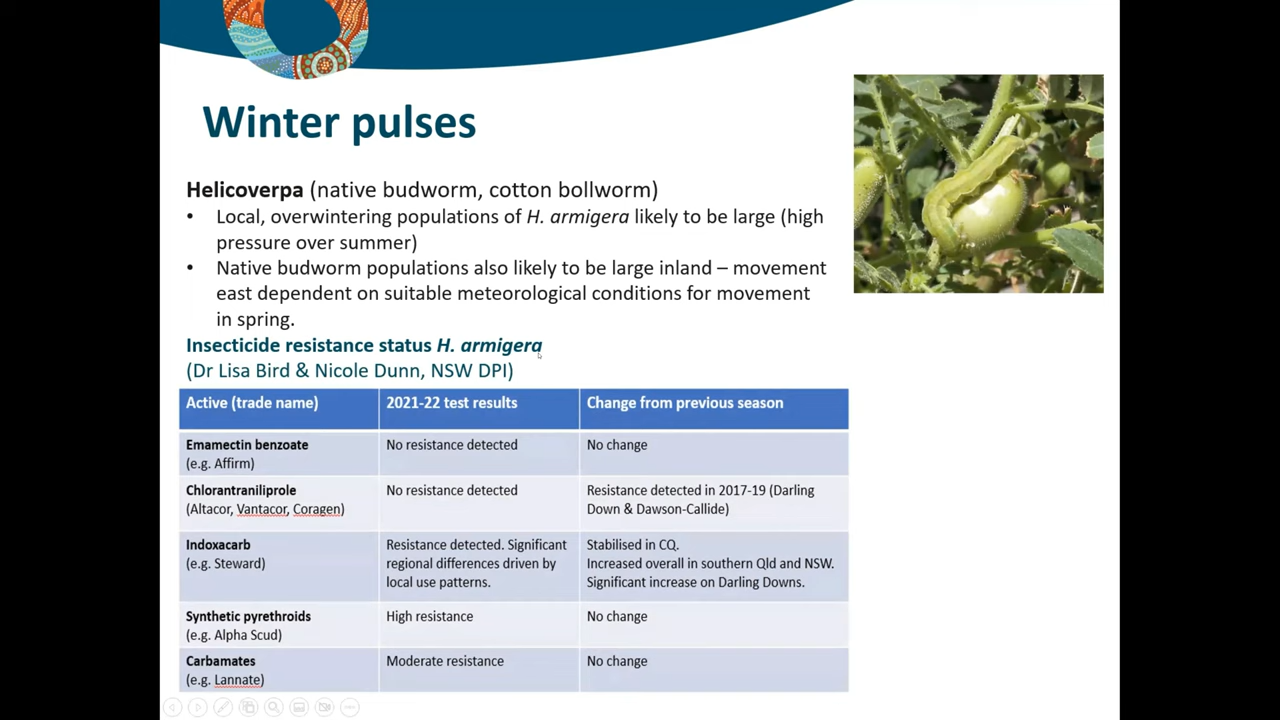 Winter pulses
Helicoverpa (native budworm, cotton bollworm)
• Local, overwintering populations of H. armigera likely to be large (high
pressure over summer)
• Native budworm populations also likely to be large inland – movement
east dependent on suitable meteorological conditions for movement
in spring.
Insecticide resistance status H. armigera
(Dr Lisa Bird & Nicole Dunn, NSW DPI)
Active (trade name) 2021-22 test results Change from previous season
Emamectin benzoate No resistance detected No change
(e.g. Affirm)
Chlorantraniliprole No resistance detected Resistance detected in 2017-19 (Darling
(Altacor, Vantacor, Coragen) Down & Dawson-Callide)
Indoxacarb Resistance detected. Significant Stabilised in CQ.
(e.g. Steward) regional differences driven by Increased overall in southern Qld and NSW.
local use patterns. Significant increase on Darling Downs.
Synthetic pyrethroids High resistance No change
(e.g. Alpha Scud)
Carbamates Moderate resistance No change
(e.g. Lannate)